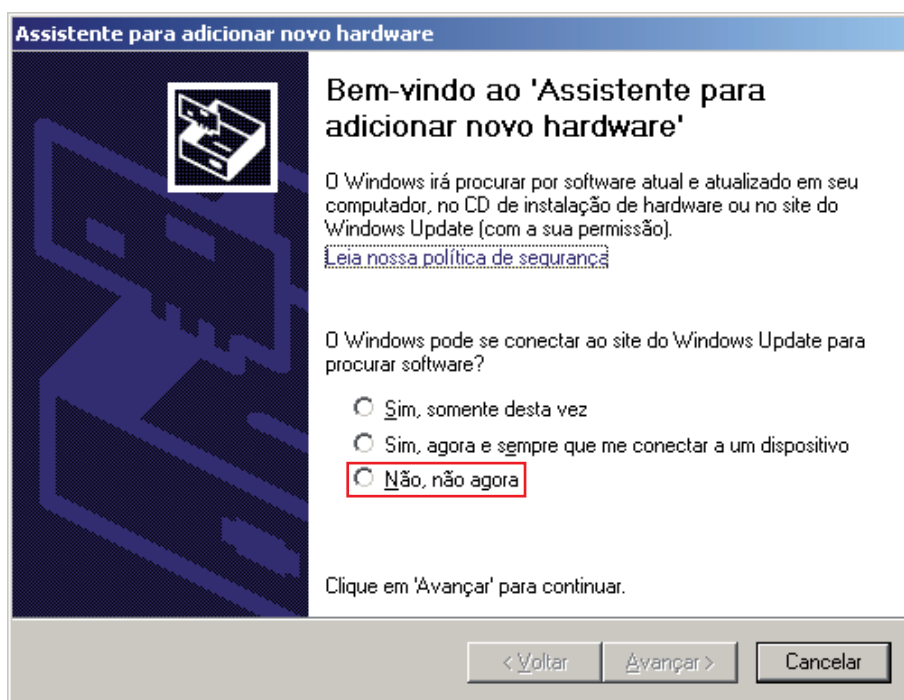 Assistente para adicionar novo hardware
Bem-vindo ao 'Assistente para
adicionar novo hardware'
O Windows irá procurar por software atual e atualizado em seu
computador, no CD de instalação de hardware ou no site do
Windows Update (com a sua permissão).
Leia nossa política de segurança
O Windows pode se conectar ao site do Windows Update para
procurar software?
Sim, somente desta vez
Sim, agora e sempre que me conectar a um dispositivo
Não, não agora
Clique em 'Avançar' para continuar.
< Voltar
Avançar >
Cancelar